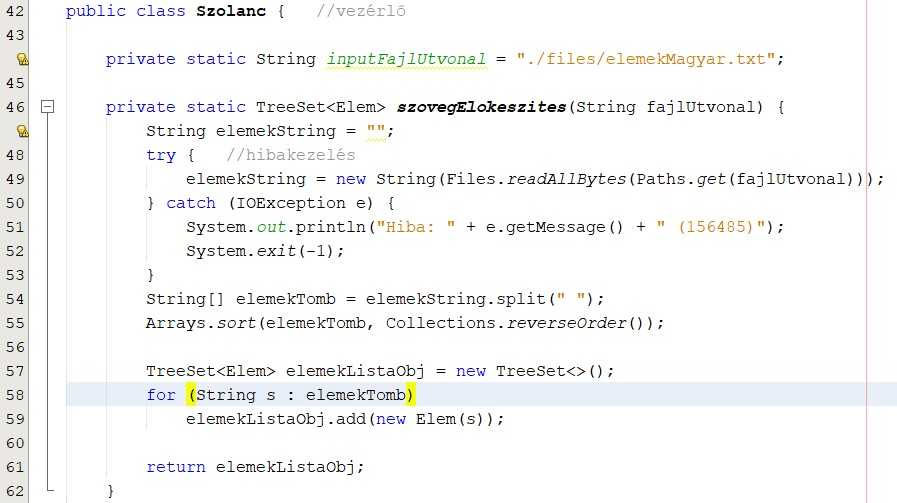 42 public class Szolanc {   //vezérlő
43
private static String inputFajlUtvonal = "./files/elemekMagyar.txt";
45
46 private static TreeSet<Elem> szovegElokeszites(String fajlUtvonal) {
String elemekString = "";
48 try {   //hibakezelés
49 elemekString = new String(Files.readAllBytes(Paths.get(fajlUtvonal)));
50 } catch (IOException e) {
51 System.out.println("Hiba: " + e.getMessage() + " (156485)");
52 System.exit(-1);
53 }
54 String[] elemekTomb = elemekString.split(" ");
55 Arrays.sort(elemekTomb, Collections.reverseOrder());
56
57 TreeSet<Elem> elemekListaObj = new TreeSet<>();
58 for (String s : elemekTomb)
59 elemekListaObj.add(new Elem(s));
60
61 return elemekListaObj;
62 }